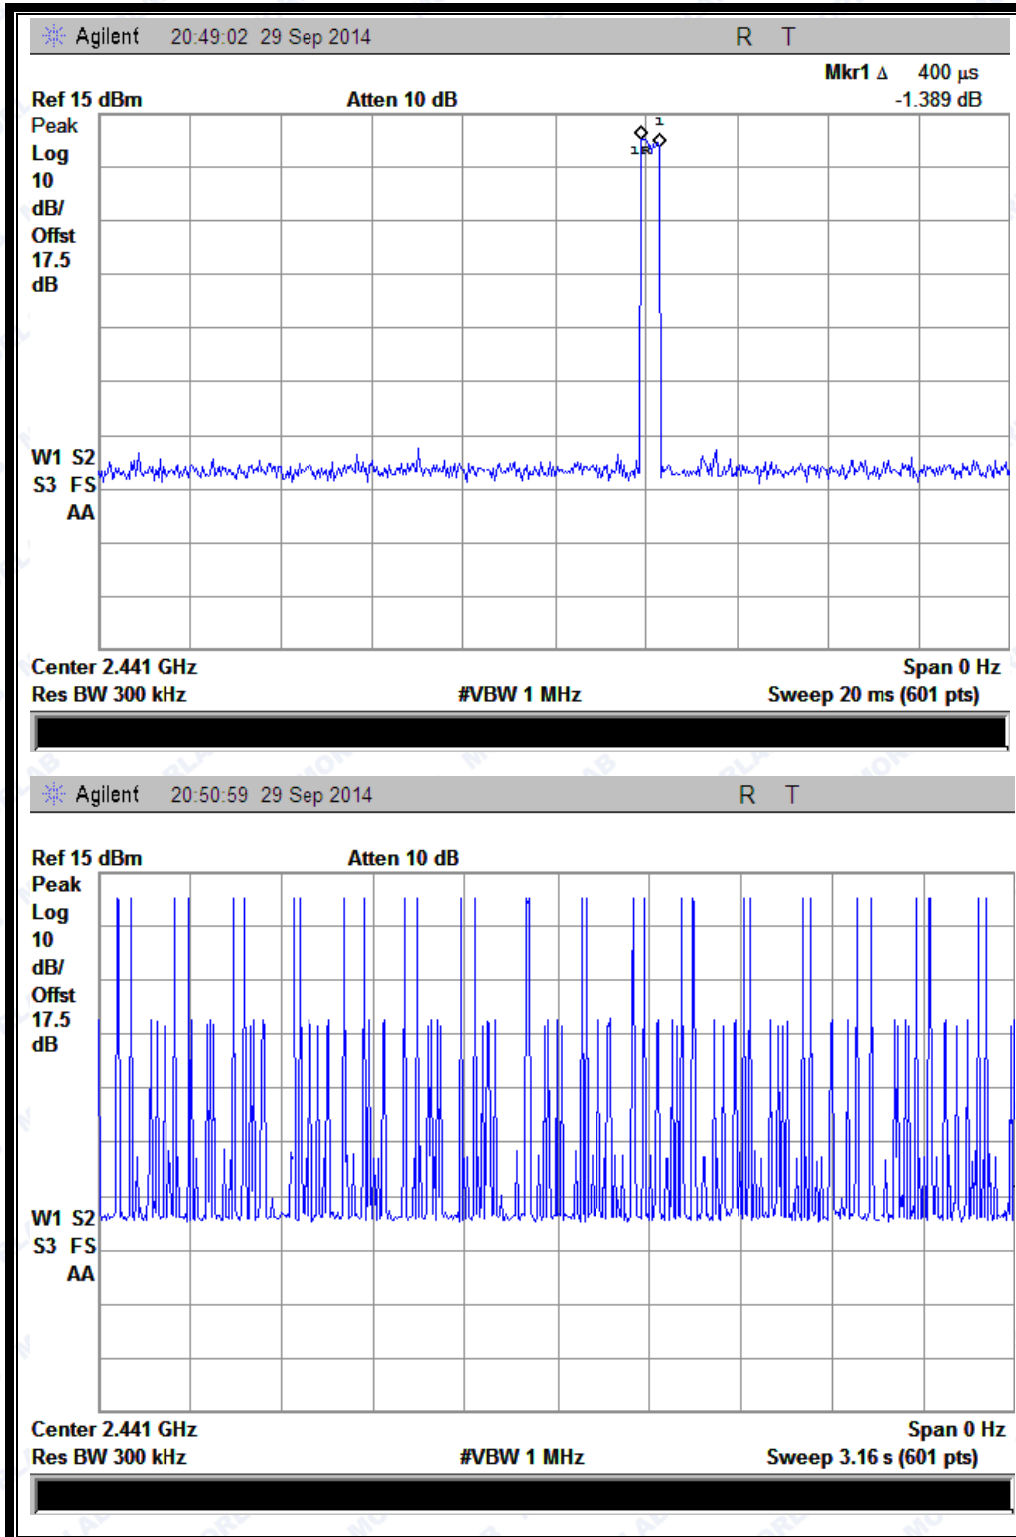 Agilent 20:49:02 29 Sep 2014 R T
Mkr1 Δ 400 µs
Ref 15 dBm Atten 10 dB -1.389 dB
Peak
Log
10
dB/
Offst
17.5
dB
1
1R
W1 S2
S3 FS
AA
Center 2.441 GHz Span 0 Hz
Res BW 300 kHz #VBW 1 MHz Sweep 20 ms (601 pts)
Agilent 20:50:59 29 Sep 2014 R T
Ref 15 dBm Atten 10 dB
Peak
Log
10
dB/
Offst
17.5
dB
W1 S2
S3 FS
AA
Center 2.441 GHz Span 0 Hz
Res BW 300 kHz #VBW 1 MHz Sweep 3.16 s (601 pts)